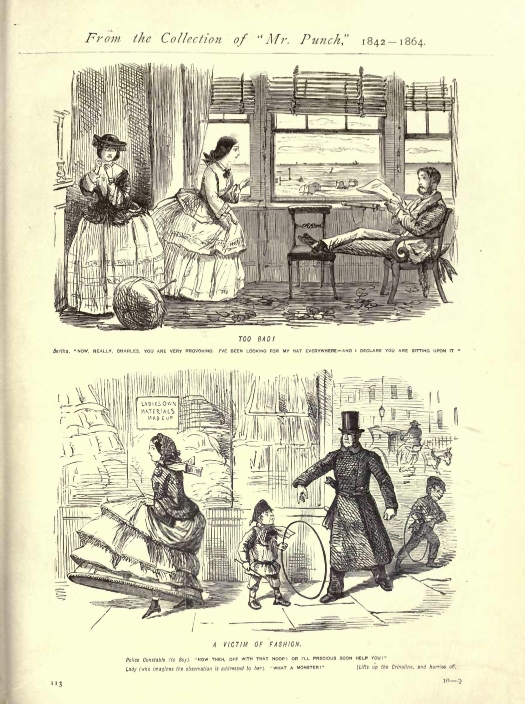 From the Collection of "Mr. Punch," 1842—1864.
TOO BAD!
Bertha. "NOW, REALLY, CHARLES, YOU ARE VERY PROVOKING. I'VE BEEN LOOKING FOR MY HAT EVERYWHERE—AND I DECLARE YOU ARE SITTING UPON IT"
LADIES OWN
MATERIALS
MADE UP
A VICTIM OF FASHION.
Police Constable (to Boy). "NOW THEN, OFF WITH THAT HOOP! OR I'LL PRECIOUS SOON HELP YOU!"
Lady (who imagines the observation is addressed to her). "WHAT A MONSTER!" [Lifts up the Crinoline, and hurries off.
113
10—2